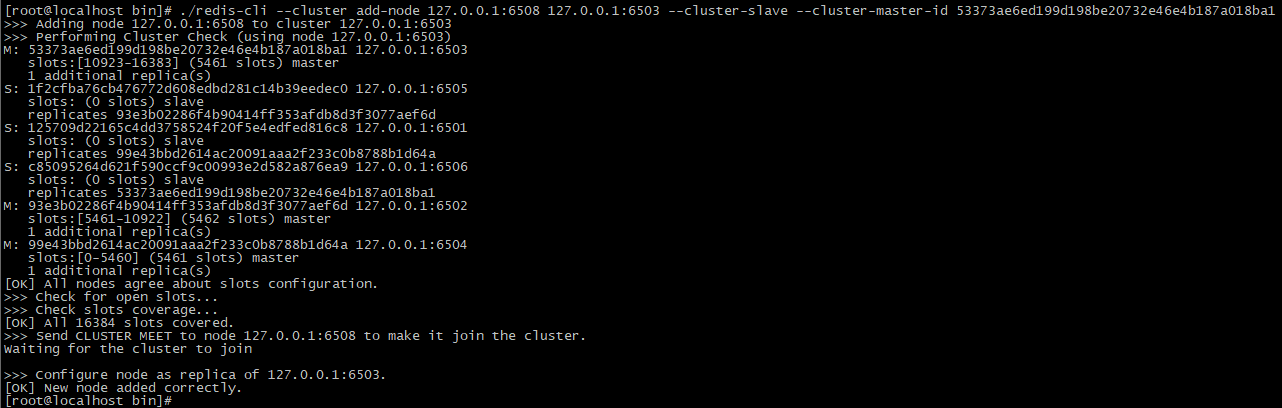 [root@localhost bin]# ./redis-cli --cluster add-node 127.0.0.1:6508 127.0.0.1:6503 --cluster-slave --cluster-master-id 53373ae6ed199d198be20732e46e4b187a018ba1
>>> Adding node 127.0.0.1:6508 to cluster 127.0.0.1:6503
>>> Performing Cluster Check (using node 127.0.0.1:6503)
M: 53373ae6ed199d198be20732e46e4b187a018ba1 127.0.0.1:6503
   slots:[10923-16383] (5461 slots) master
   1 additional replica(s)
S: 1f2cfba76cb476772d608edbd281c14b39eedec0 127.0.0.1:6505
   slots: (0 slots) slave
   replicates 93e3b02286f4b90414ff353afdb8d3f3077aef6d
S: 125709d22165c4dd3758524f20f5e4edfed816c8 127.0.0.1:6501
   slots: (0 slots) slave
   replicates 99e43bbd2614ac20091aaa2f233c0b8788b1d64a
S: c85095264d621f590ccf9c00993e2d582a876ea9 127.0.0.1:6506
   slots: (0 slots) slave
   replicates 53373ae6ed199d198be20732e46e4b187a018ba1
M: 93e3b02286f4b90414ff353afdb8d3f3077aef6d 127.0.0.1:6502
   slots:[5461-10922] (5462 slots) master
   1 additional replica(s)
M: 99e43bbd2614ac20091aaa2f233c0b8788b1d64a 127.0.0.1:6504
   slots:[0-5460] (5461 slots) master
   1 additional replica(s)
[OK] All nodes agree about slots configuration.
>>> Check for open slots...
>>> Check slots coverage...
[OK] All 16384 slots covered.
>>> Send CLUSTER MEET to node 127.0.0.1:6508 to make it join the cluster.
Waiting for the cluster to join

>>> Configure node as replica of 127.0.0.1:6503.
[OK] New node added correctly.
[root@localhost bin]#